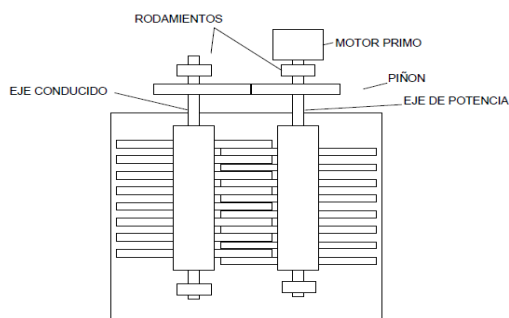 RODAMIENTOS
MOTOR PRIMO
PIÑON
EJE CONDUCIDO
EJE DE POTENCIA